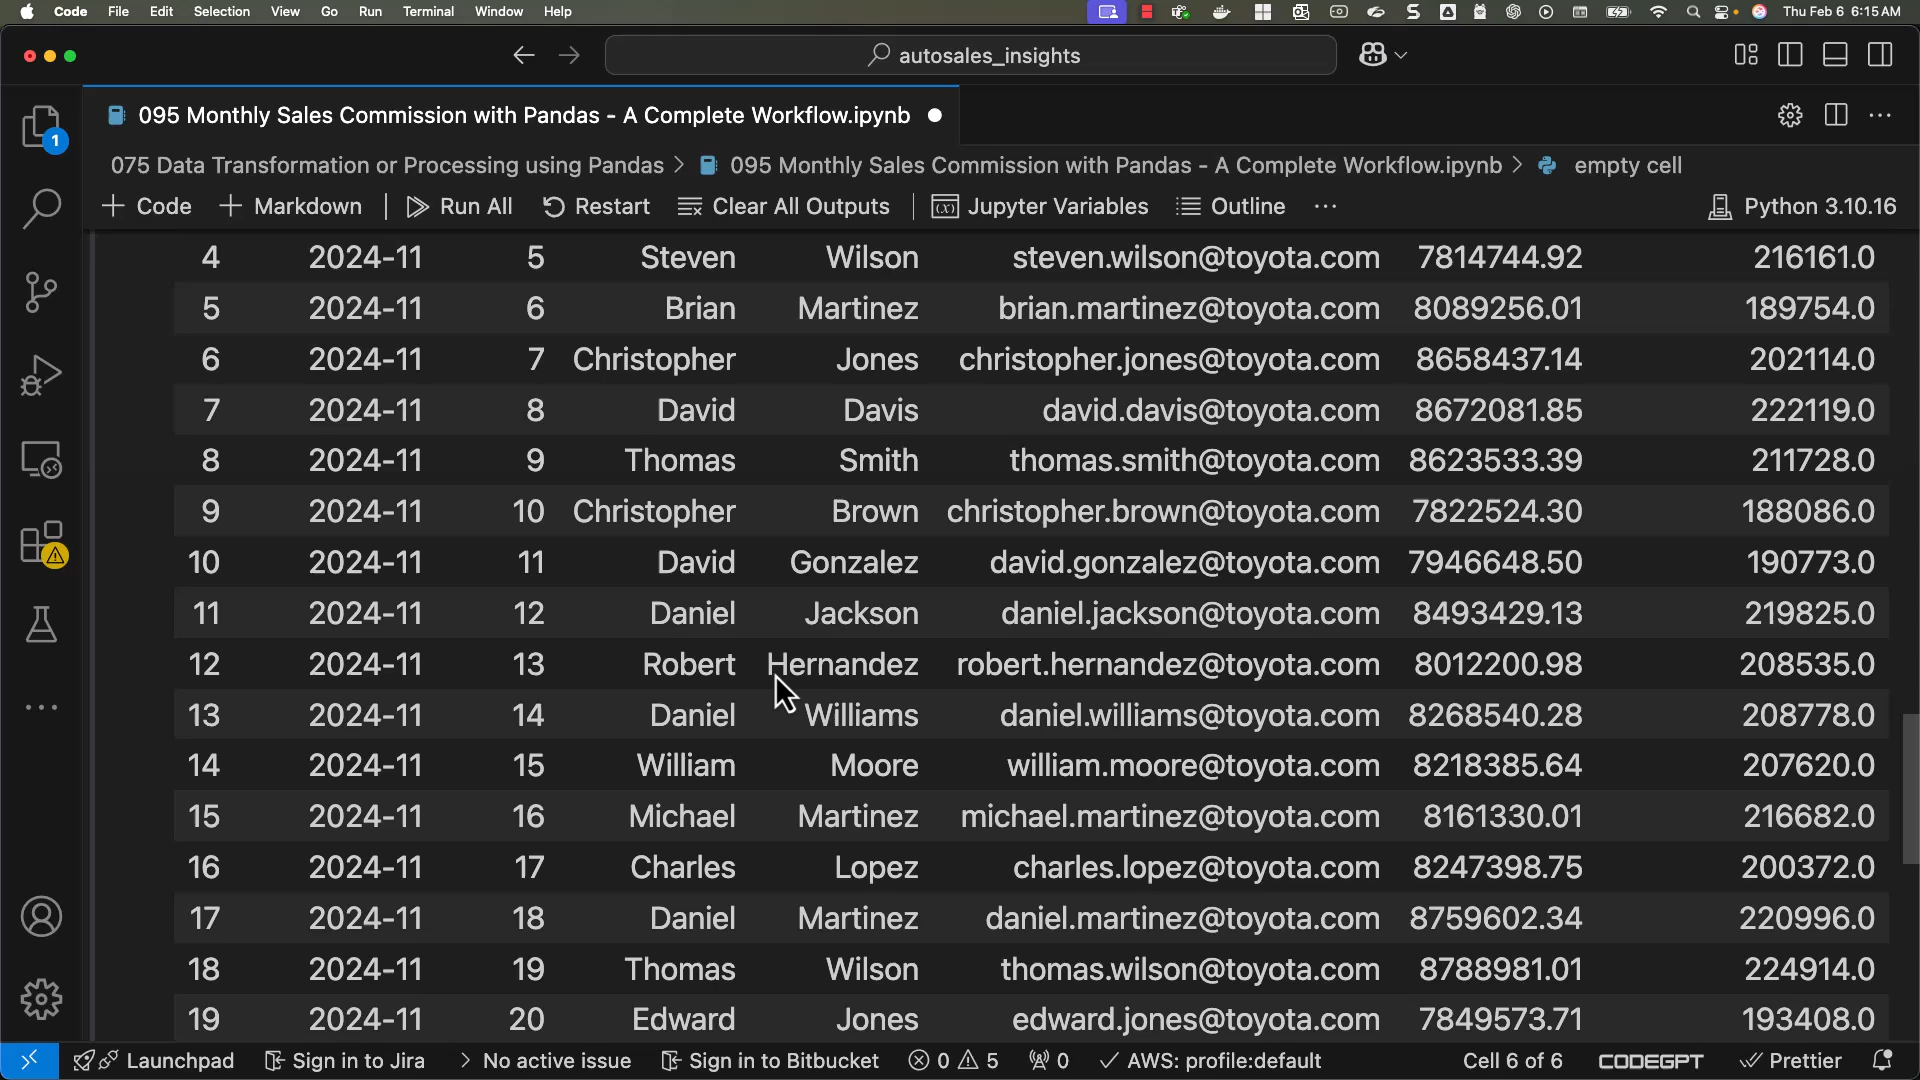 Code File Edit Selection View Go Run Terminal Window Help Thu Feb 6 6:15 AM
autosales_insights
095 Monthly Sales Commission with Pandas - A Complete Workflow.ipynb
1
075 Data Transformation or Processing using Pandas > 095 Monthly Sales Commission with Pandas - A Complete Workflow.ipynb > empty cell
+ Code + Markdown Run All Restart Clear All Outputs Jupyter Variables Outline ... Python 3.10.16
4 2024-11 5 Steven Wilson steven.wilson@toyota.com 7814744.92 216161.0
5 2024-11 6 Brian Martinez brian.martinez@toyota.com 8089256.01 189754.0
6 2024-11 7 Christopher Jones christopher.jones@toyota.com 8658437.14 202114.0
7 2024-11 8 David Davis david.davis@toyota.com 8672081.85 222119.0
8 2024-11 9 Thomas Smith thomas.smith@toyota.com 8623533.39 211728.0
9 2024-11 10 Christopher Brown christopher.brown@toyota.com 7822524.30 188086.0
10 2024-11 11 David Gonzalez david.gonzalez@toyota.com 7946648.50 190773.0
11 2024-11 12 Daniel Jackson daniel.jackson@toyota.com 8493429.13 219825.0
12 2024-11 13 Robert Hernandez robert.hernandez@toyota.com 8012200.98 208535.0
13 2024-11 14 Daniel Williams daniel.williams@toyota.com 8268540.28 208778.0
14 2024-11 15 William Moore william.moore@toyota.com 8218385.64 207620.0
15 2024-11 16 Michael Martinez michael.martinez@toyota.com 8161330.01 216682.0
16 2024-11 17 Charles Lopez charles.lopez@toyota.com 8247398.75 200372.0
17 2024-11 18 Daniel Martinez daniel.martinez@toyota.com 8759602.34 220996.0
18 2024-11 19 Thomas Wilson thomas.wilson@toyota.com 8788981.01 224914.0
19 2024-11 20 Edward Jones edward.jones@toyota.com 7849573.71 193408.0
Launchpad Sign in to Jira > No active issue Sign in to Bitbucket 0 5 0 AWS: profile:default Cell 6 of 6 CODEGPT Prettier